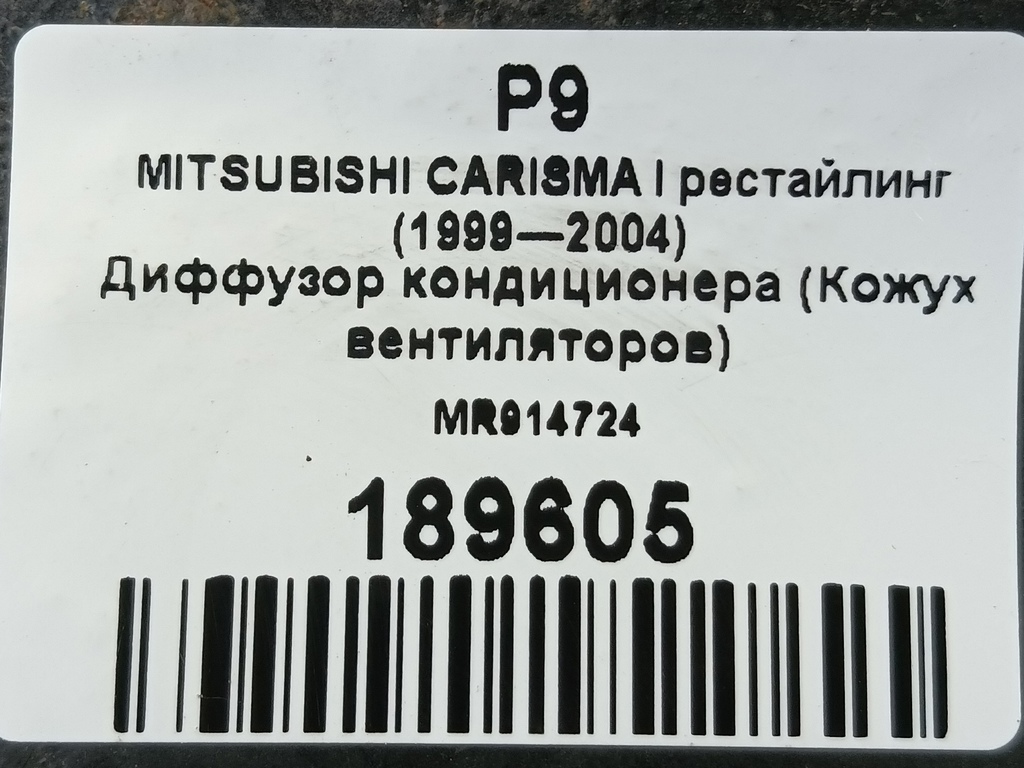 P9
MITSUBISHI CARISMA I рестайлинг
(1999—2004)
Диффузор кондиционера (Кожух
вентиляторов)
MR914724
189605